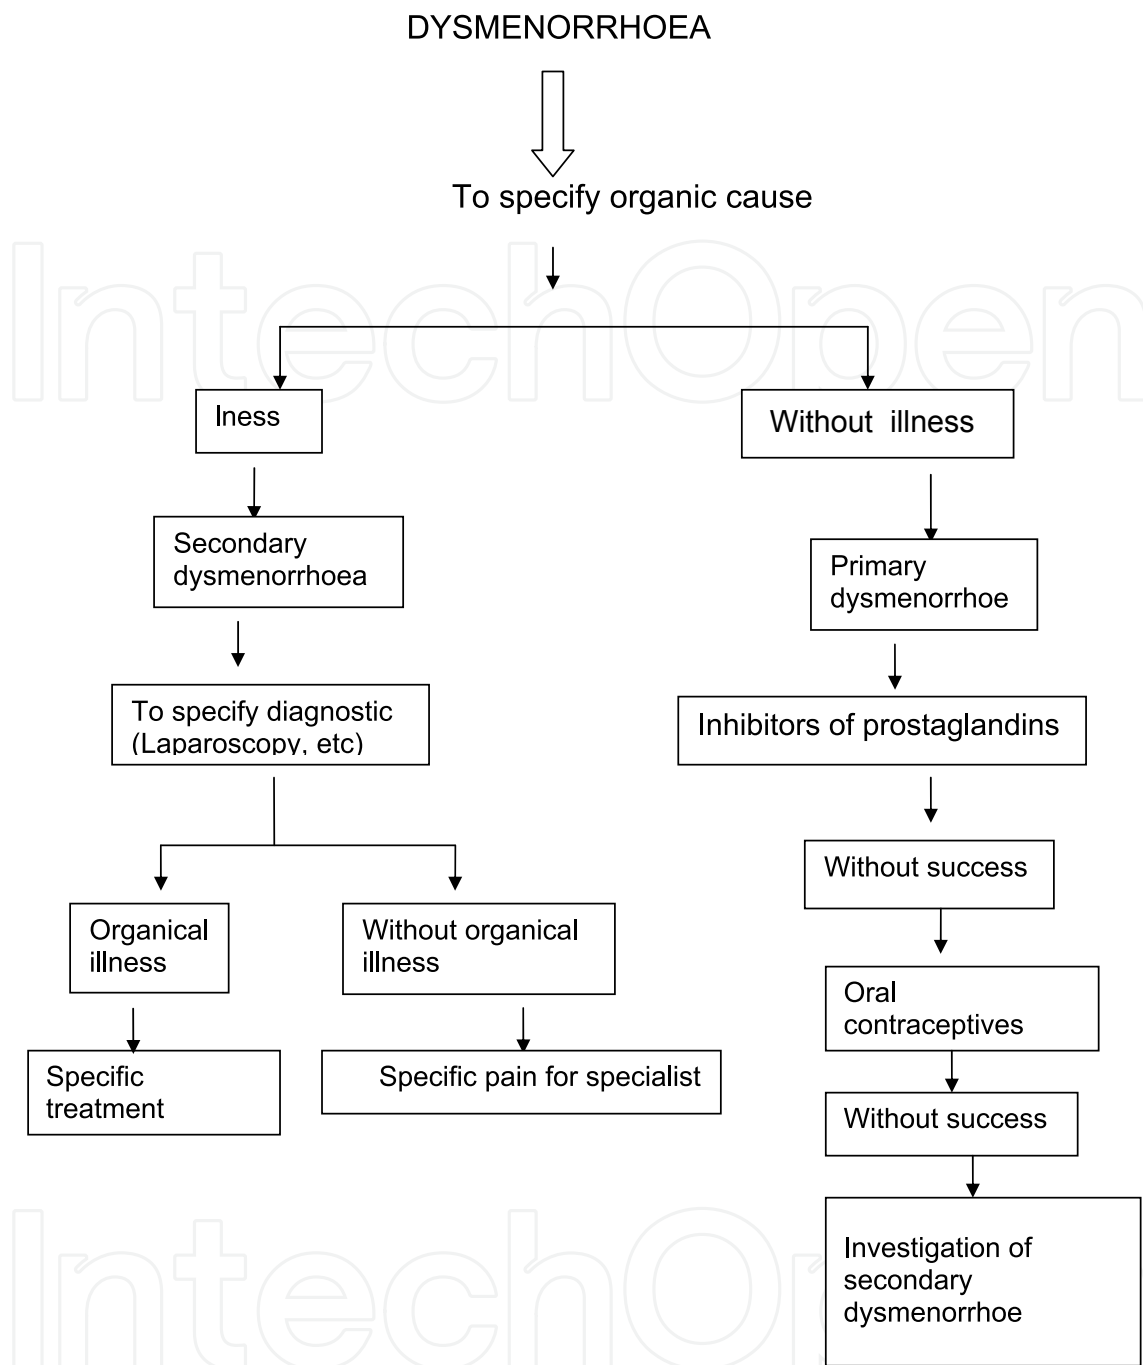 DYSMENORRHOEA
To specify organic cause
Iness
Without illness
Secondary
dysmenorrhoea
Primary
dysmenorrhoe
To specify diagnostic
(Laparoscopy, etc)
Inhibitors of prostaglandins
Without success
Organical
illness
Without organical
illness
Oral
contraceptives
Specific
treatment
Specific pain for specialist
Without success
Investigation of
secondary
dysmenorrhoe
IntechOpen
IntechOpen